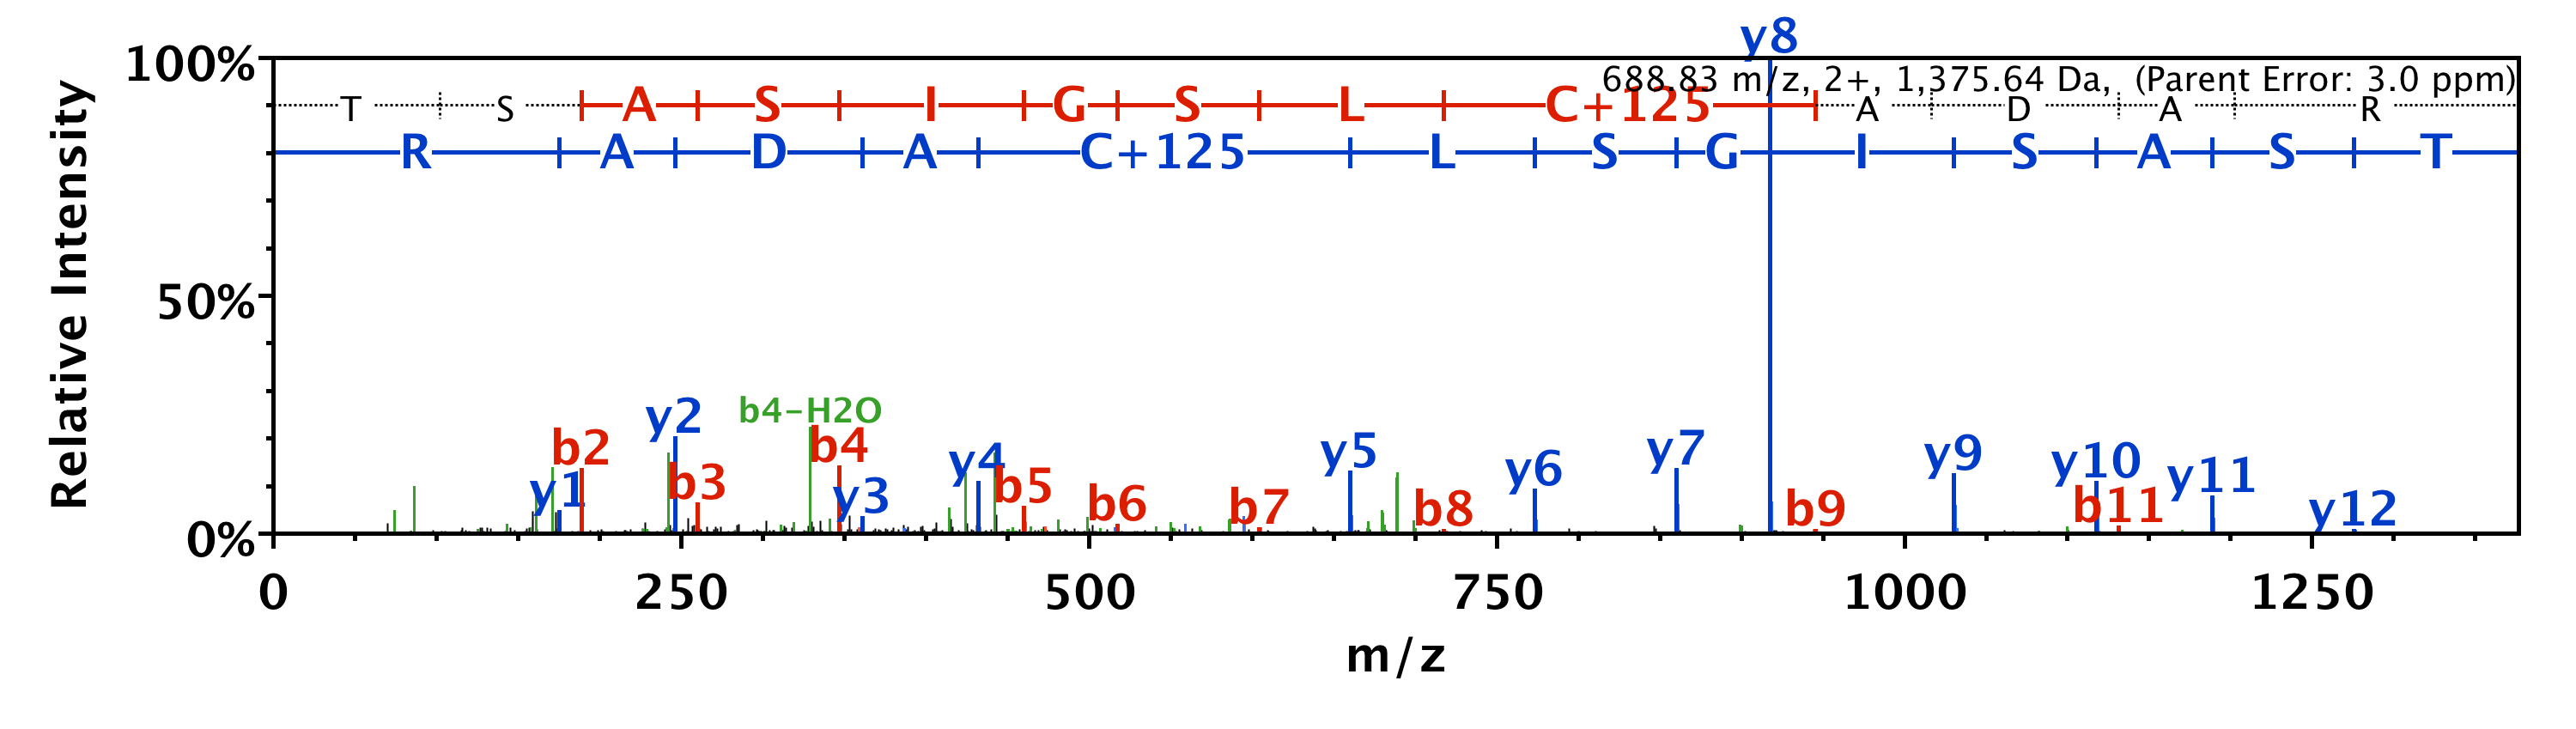 y8
100%
688.83 m/z, 2+, 1,375.64 Da, (Parent Error: 3.0 ppm)
T S A S I G S L C+125 A D A R
R A D A C+125 L S G I S A S T
Relative Intensity
50%
b4-H2O
y2 b4
b2 y4 y5 y7 y9 y10
y1 b3 y3 b5 b6 b7 y6 b8 b9 b11 y11 y12
0%
0 250 500 750 1000 1250
m/z